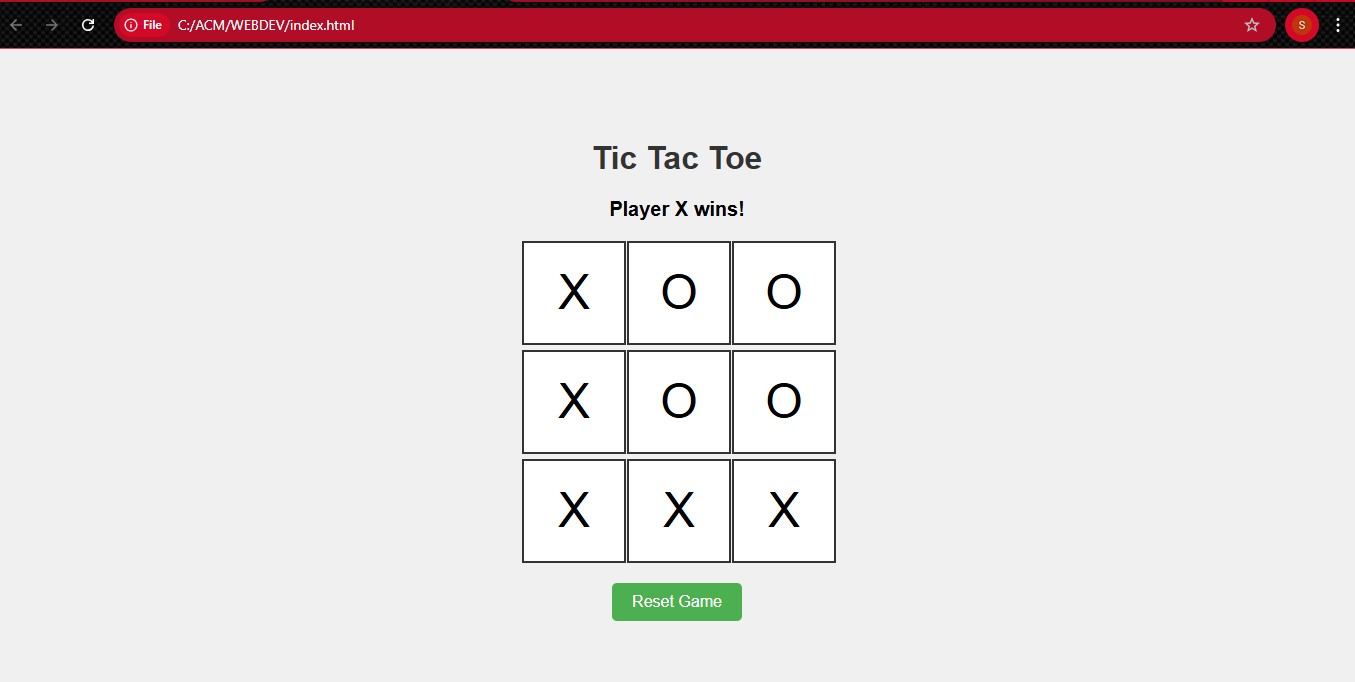 File C:/ACM/WEBDEV/index.html S
Tic Tac Toe
Player X wins!
X O O
X O O
X X X
Reset Game